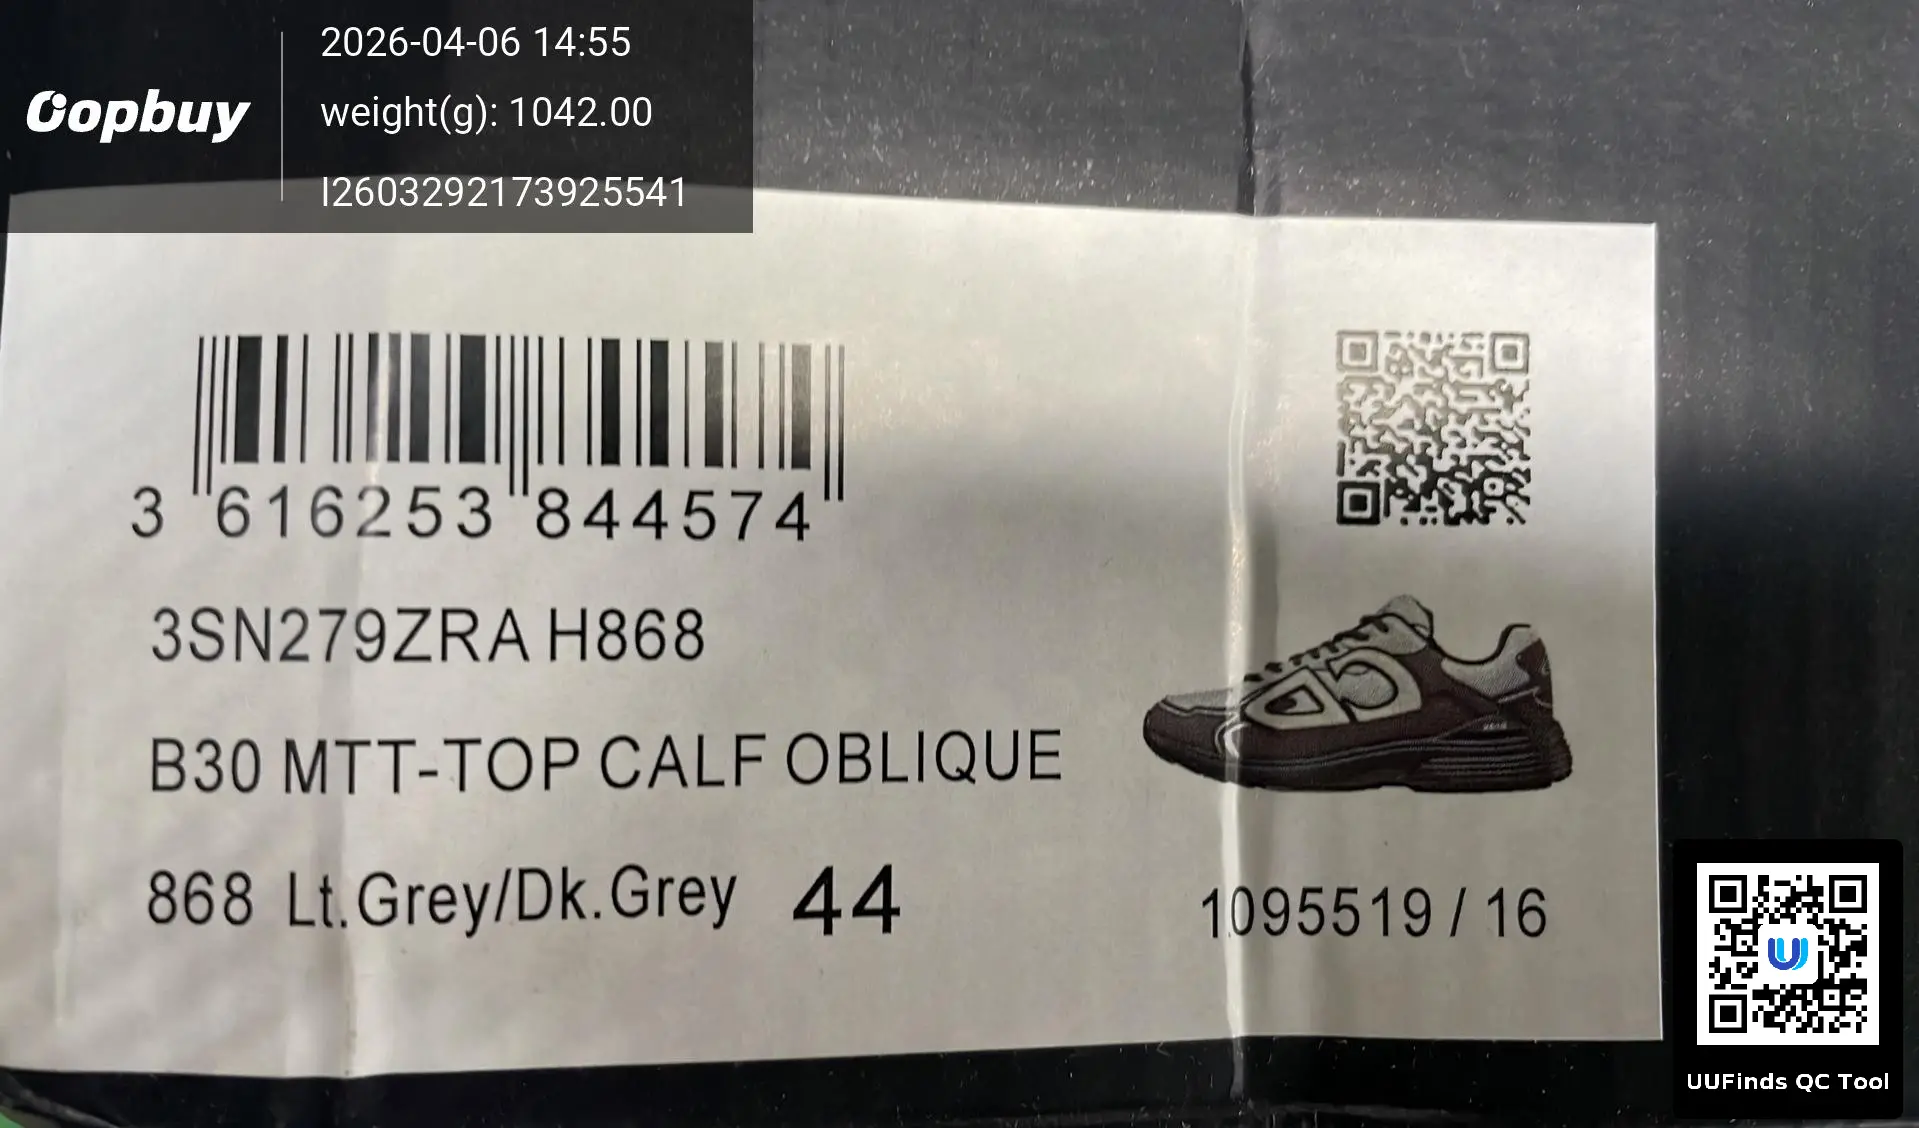 2026-04-06 14:55
oopbuy
weight(g): 1042.00
I2603292173925541
3 616253 844574
3SN279ZRA H868
B30 MTT-TOP CALF OBLIQUE
868 Lt.Grey/Dk.Grey 44
1095519 / 16
UUFinds QC Tool